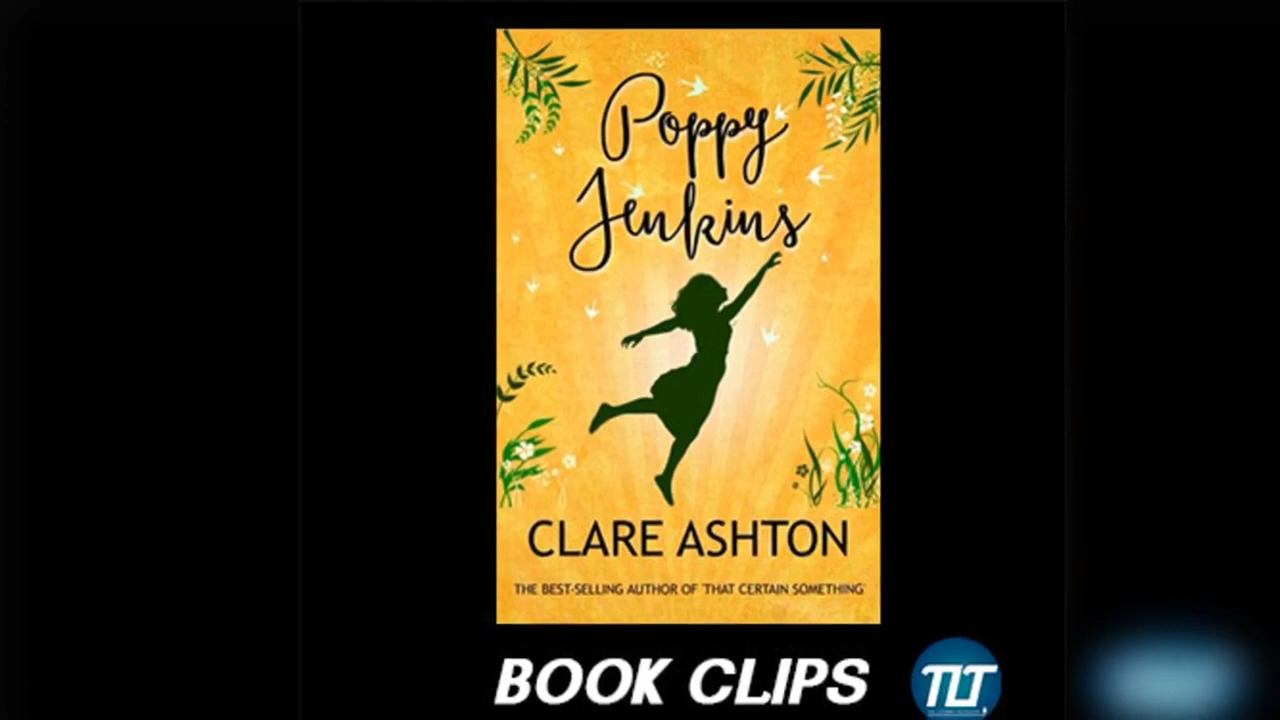 Poppy
Jenkins
CLARE ASHTON
THE BEST-SELLING AUTHOR OF 'THAT CERTAIN SOMETHING'
BOOK CLIPS
TLT